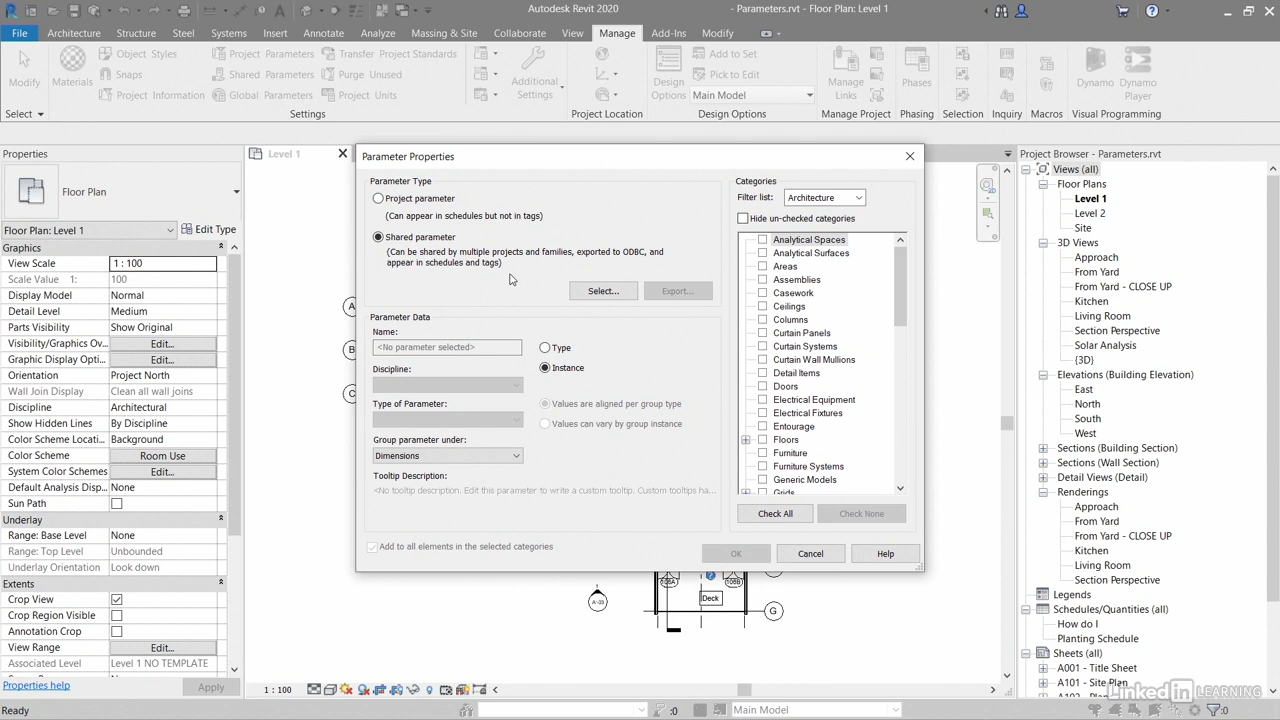 Autodesk Revit 2020
- Parameters.rvt - Floor Plan: Level 1
File
Architecture
Structure
Steel
Systems
Insert
Annotate
Analyze
Massing & Site
Collaborate
View
Manage
Add-Ins
Modify
Modify
Materials
Object Styles
Snaps
Project Information
Project Parameters
Shared Parameters
Global Parameters
Transfer Project Standards
Purge Unused
Project Units
Additional
Settings
Design
Options
Add to Set
Pick to Edit
Main Model
Manage
Links
Phases
Dynamo
Dynamo
Player
Select
Settings
Project Location
Design Options
Manage Project
Phasing
Selection
Inquiry
Macros
Visual Programming
Properties
Floor Plan
Floor Plan: Level 1
Edit Type
Graphics
View Scale
1 : 100
Scale Value 1:
100
Display Model
Normal
Detail Level
Medium
Parts Visibility
Show Original
Visibility/Graphics Ov...
Edit...
Graphic Display Opti...
Edit...
Orientation
Project North
Wall Join Display
Clean all wall joins
Discipline
Architectural
Show Hidden Lines
By Discipline
Color Scheme Locati...
Background
Color Scheme
Room Use
System Color Schemes
Edit...
Default Analysis Disp...
None
Sun Path
Underlay
Range: Base Level
None
Range: Top Level
Unbounded
Underlay Orientation
Look down
Extents
Crop View
Crop Region Visible
Annotation Crop
View Range
Edit...
Associated Level
Level 1 NO TEMPLATE
Properties help
Apply
Level 1
A
B
C
Parameter Properties
Parameter Type
Project parameter
(Can appear in schedules but not in tags)
Shared parameter
(Can be shared by multiple projects and families, exported to ODBC, and
appear in schedules and tags)
Select...
Export...
Parameter Data
Name:
<No parameter selected>
Discipline:
Type of Parameter:
Group parameter under:
Dimensions
Type
Instance
Values are aligned per group type
Values can vary by group instance
Tooltip Description:
<No tooltip description. Edit this parameter to write a custom tooltip. Custom tooltips ha...
Add to all elements in the selected categories
Categories
Filter list:
Architecture
Hide un-checked categories
Analytical Spaces
Analytical Surfaces
Areas
Assemblies
Casework
Ceilings
Columns
Curtain Panels
Curtain Systems
Curtain Wall Mullions
Detail Items
Doors
Electrical Equipment
Electrical Fixtures
Entourage
Floors
Furniture
Furniture Systems
Generic Models
Grids
Check All
Check None
OK
Cancel
Help
106A
106B
Deck
G
1
Project Browser - Parameters.rvt
Views (all)
Floor Plans
Level 1
Level 2
Site
3D Views
Approach
From Yard
From Yard - CLOSE UP
Kitchen
Living Room
Section Perspective
Solar Analysis
{3D}
Elevations (Building Elevation)
East
North
South
West
Sections (Building Section)
Sections (Wall Section)
Detail Views (Detail)
Renderings
Approach
From Yard
From Yard - CLOSE UP
Kitchen
Living Room
Section Perspective
Legends
Schedules/Quantities (all)
How do I
Planting Schedule
Sheets (all)
A001 - Title Sheet
A101 - Site Plan
1 : 100
Ready
:0
Main Model
:0
LinkedIn LEARNING